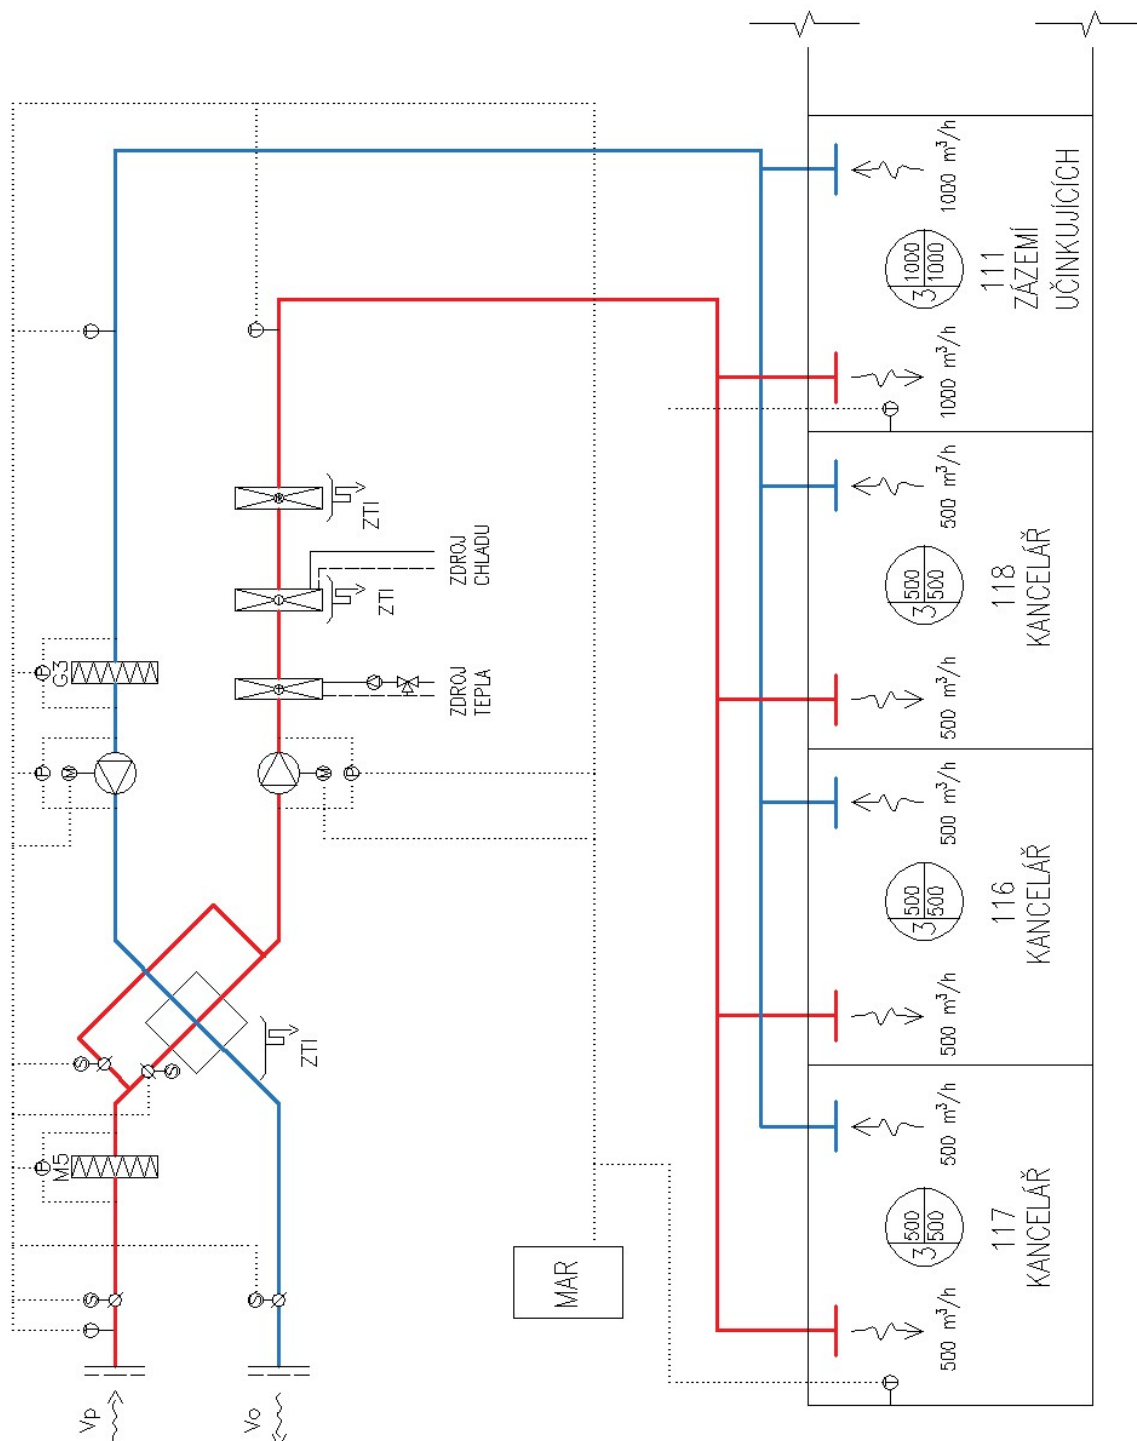 P
M5
P
M
P
G3
S
Vp
T
S
T
S
Vo
S
T
ZTI
M
P
ZTI
ZTI
ZDROJ
TEPLA
ZDROJ
CHLADU
MAR
T
3 500
500
500 m³/h
500 m³/h
117
KANCELÁŘ
3 500
500
500 m³/h
500 m³/h
116
KANCELÁŘ
3 500
500
500 m³/h
500 m³/h
118
KANCELÁŘ
T
3 1000
1000
1000 m³/h
1000 m³/h
111
ZÁZEMÍ
UČINKUJÍCÍCH